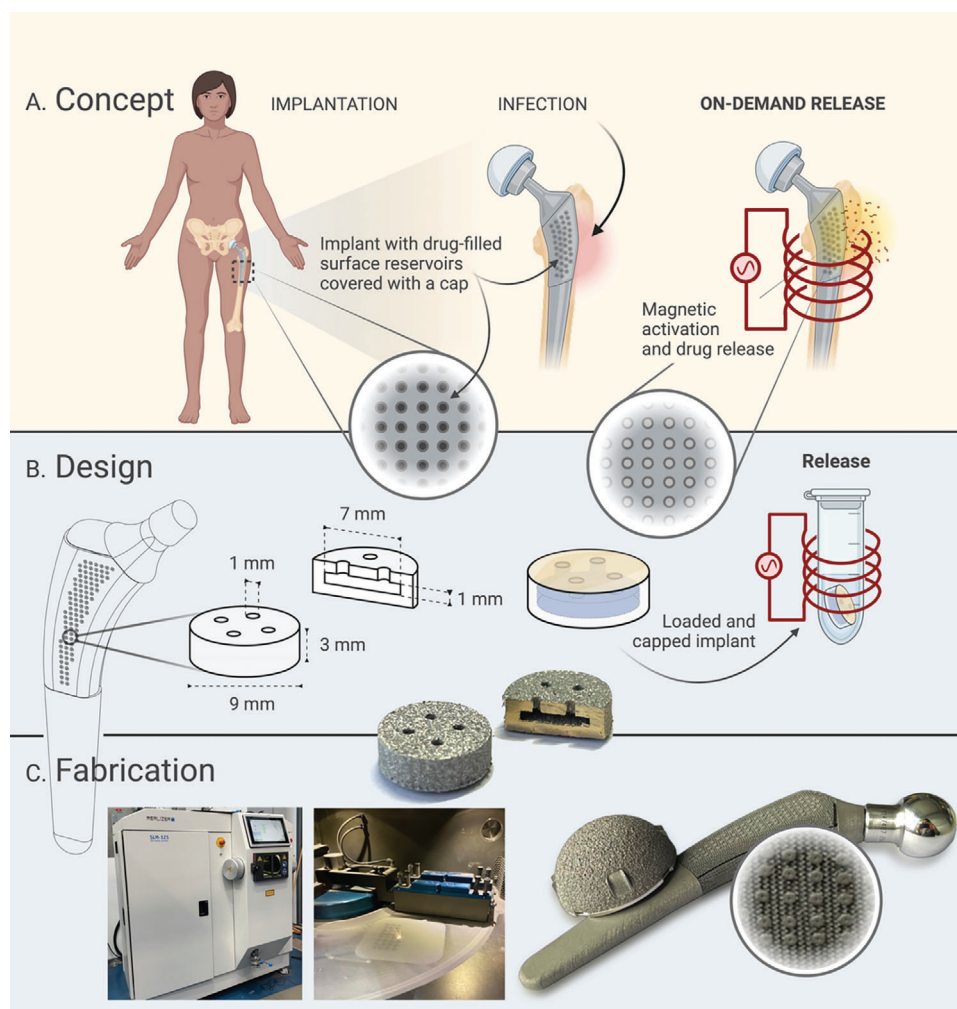 A. Concept
IMPLANTATION
INFECTION
ON-DEMAND RELEASE
Implant with drug-filled
surface reservoirs
covered with a cap
Magnetic
activation
and drug release
B. Design
Release
7 mm
1 mm
1 mm
3 mm
9 mm
Loaded and
capped implant
C. Fabrication
REALIZER
SLM-125